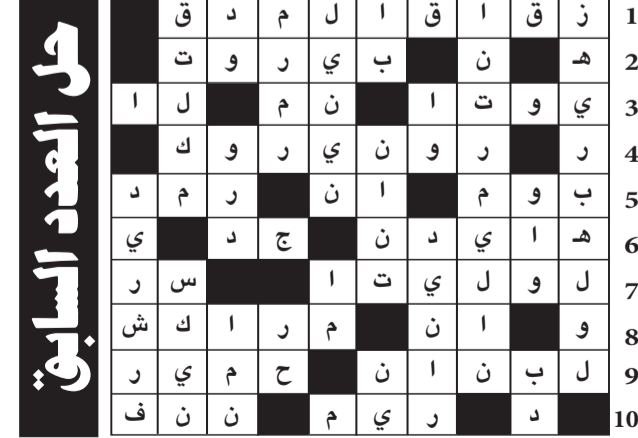 حل العدد السابق
1 ز ق ا ق ا ل م د ق
2 هـ ن ب ي ر و ت
3 ي و ت ا ن م ل ا
4 ر ر و ن ي ر و ك
5 ب و م ا ن ر م د
6 هـ ا ي د ن ج د ي
7 ل و ل ي ت ا س ر
8 و ا ن م ر ا ك ش
9 ل ب ن ا ن ح م ي ر
10 د ر ي م ن ن ف